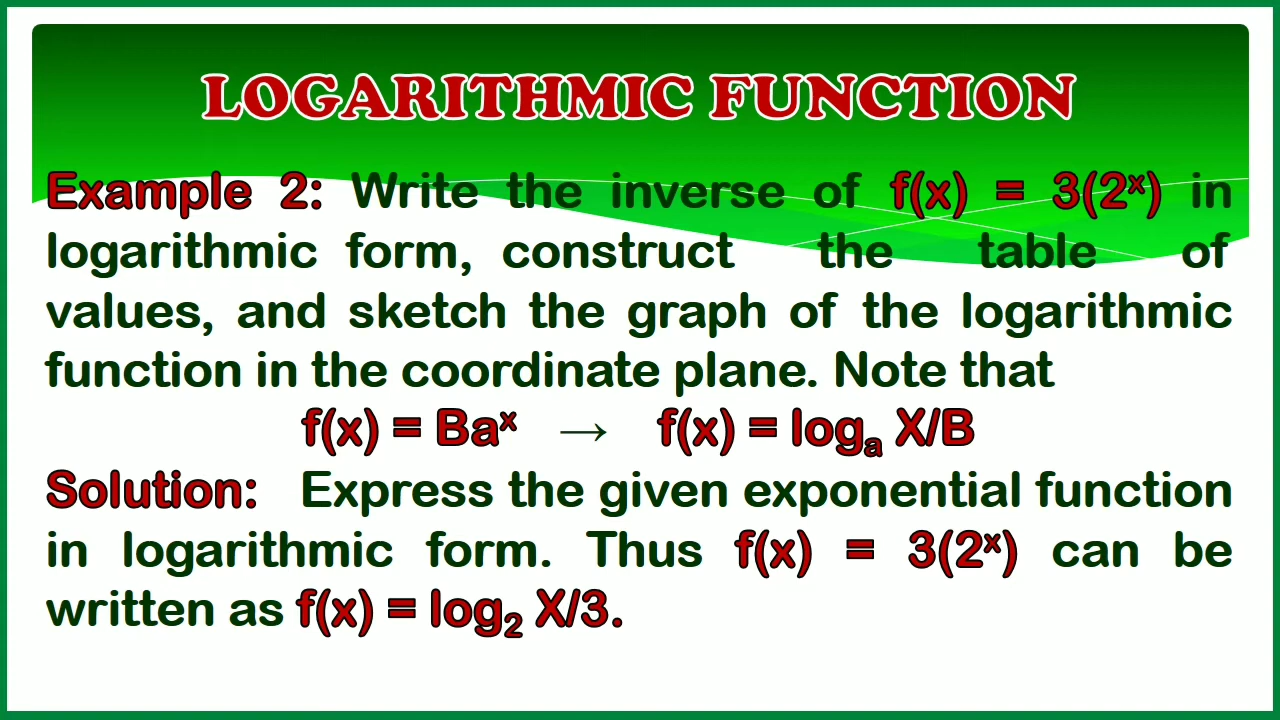 LOGARITHMIC FUNCTION
Example 2: Write the inverse of f(x) = 3(2ˣ) in
logarithmic form, construct the table of
values, and sketch the graph of the logarithmic
function in the coordinate plane. Note that
f(x) = Baˣ → f(x) = logₐ X/B
Solution: Express the given exponential function
in logarithmic form. Thus f(x) = 3(2ˣ) can be
written as f(x) = log₂ X/3.